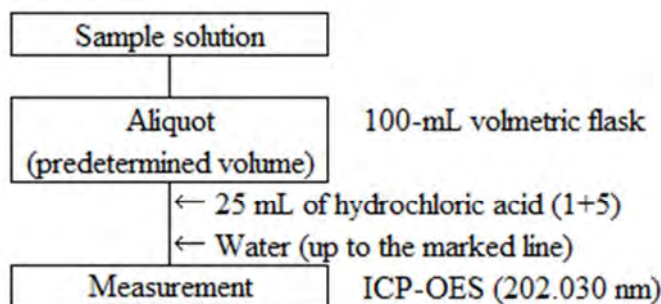 Sample solution
Aliquot 100-mL volmetric flask
(predetermined volume)
← 25 mL of hydrochloric acid (1+5)
← Water (up to the marked line)
Measurement ICP-OES (202.030 nm)